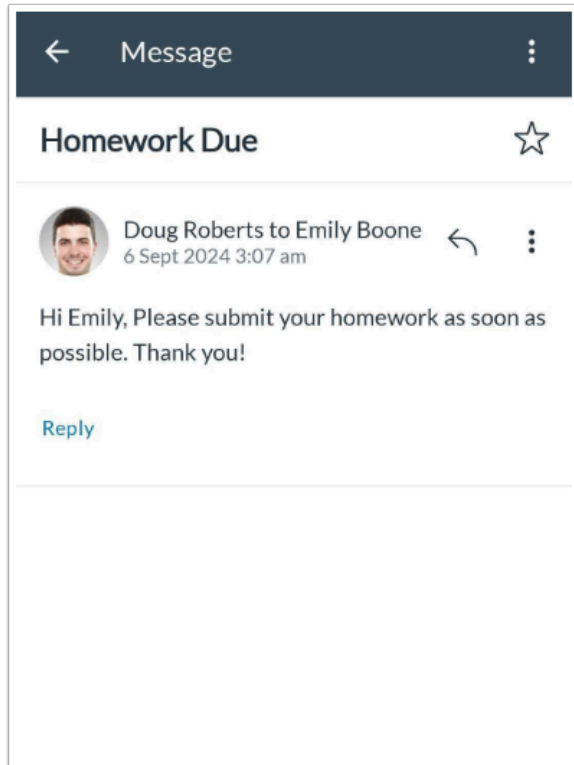 Message
Homework Due
Doug Roberts to Emily Boone
6 Sept 2024 3:07 am
Hi Emily, Please submit your homework as soon as
possible. Thank you!
Reply